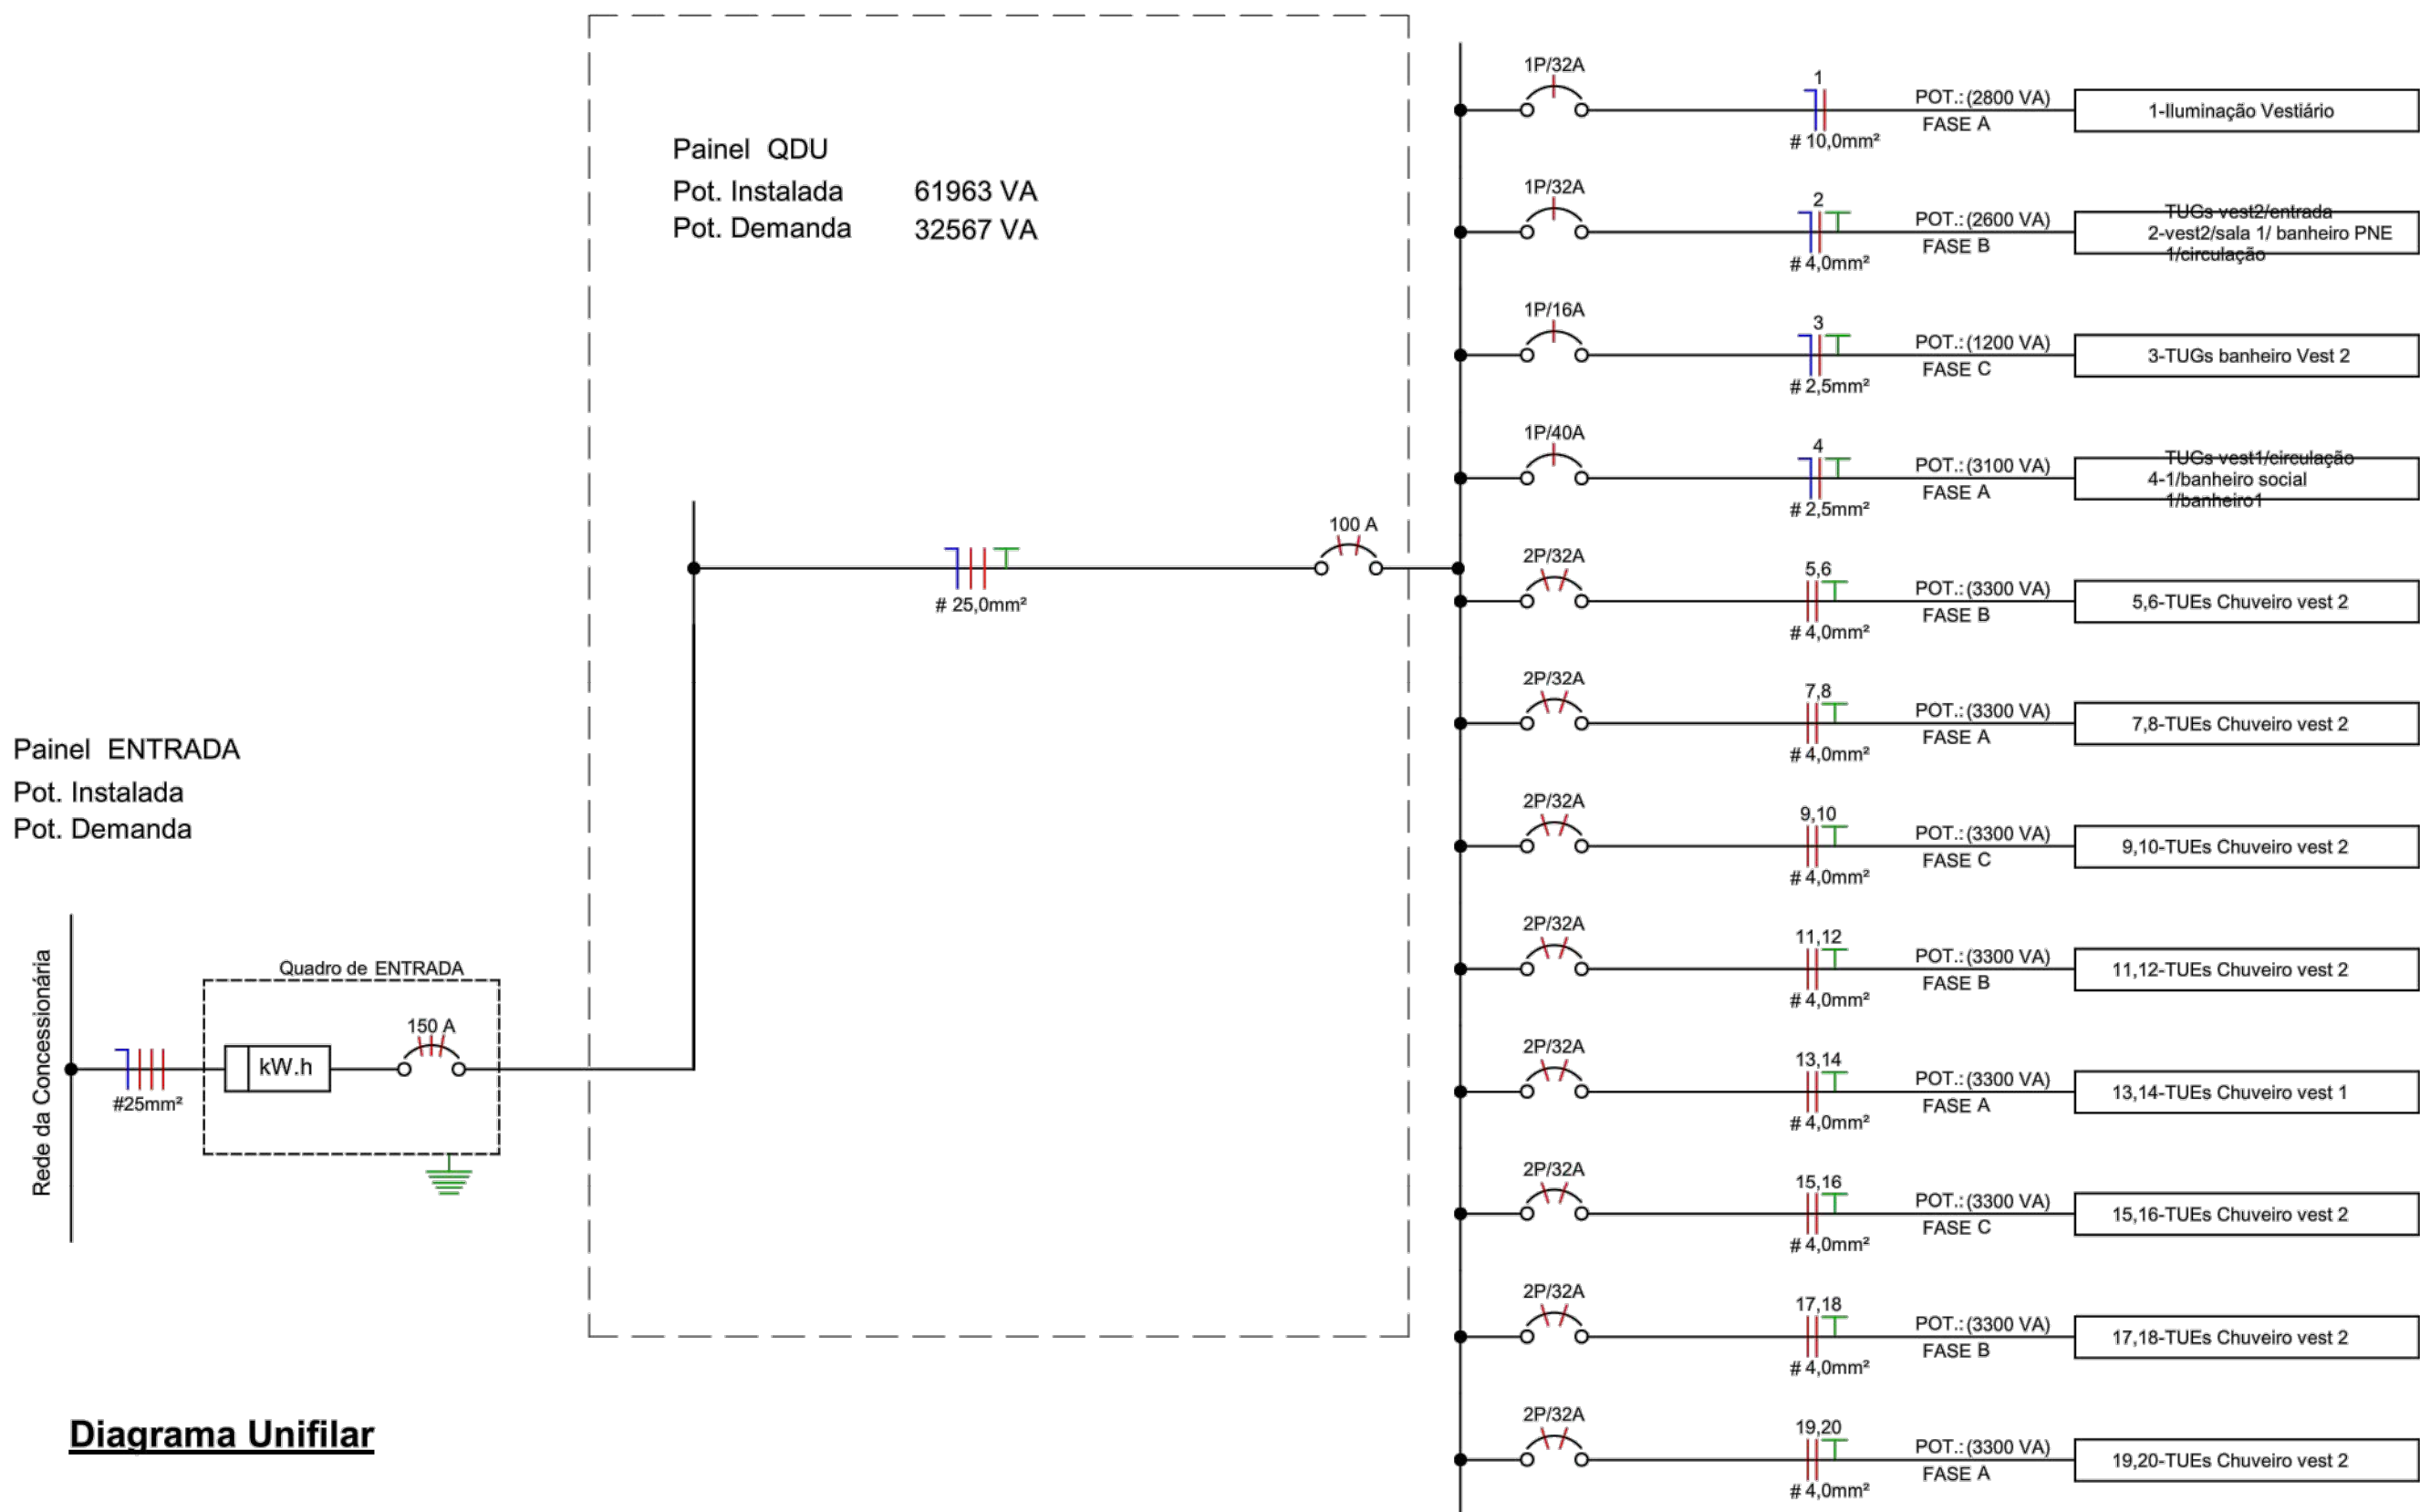 Painel QDU
Pot. Instalada 61963 VA
Pot. Demanda 32567 VA
# 25,0mm²
100 A
Painel ENTRADA
Pot. Instalada
Pot. Demanda
Rede da Concessionária
#25mm²
Quadro de ENTRADA
kW.h
150 A
Diagrama Unifilar
1P/32A
1
# 10,0mm²
POT.: (2800 VA)
FASE A
1-Iluminação Vestiário
1P/32A
2
# 4,0mm²
POT.: (2600 VA)
FASE B
TUGs vest2/entrada
2-vest2/sala 1/ banheiro PNE
1/circulação
1P/16A
3
# 2,5mm²
POT.: (1200 VA)
FASE C
3-TUGs banheiro Vest 2
1P/40A
4
# 2,5mm²
POT.: (3100 VA)
FASE A
TUGs vest1/circulação
4-1/banheiro social
1/banheiro1
2P/32A
5,6
# 4,0mm²
POT.: (3300 VA)
FASE B
5,6-TUEs Chuveiro vest 2
2P/32A
7,8
# 4,0mm²
POT.: (3300 VA)
FASE A
7,8-TUEs Chuveiro vest 2
2P/32A
9,10
# 4,0mm²
POT.: (3300 VA)
FASE C
9,10-TUEs Chuveiro vest 2
2P/32A
11,12
# 4,0mm²
POT.: (3300 VA)
FASE B
11,12-TUEs Chuveiro vest 2
2P/32A
13,14
# 4,0mm²
POT.: (3300 VA)
FASE A
13,14-TUEs Chuveiro vest 1
2P/32A
15,16
# 4,0mm²
POT.: (3300 VA)
FASE C
15,16-TUEs Chuveiro vest 2
2P/32A
17,18
# 4,0mm²
POT.: (3300 VA)
FASE B
17,18-TUEs Chuveiro vest 2
2P/32A
19,20
# 4,0mm²
POT.: (3300 VA)
FASE A
19,20-TUEs Chuveiro vest 2